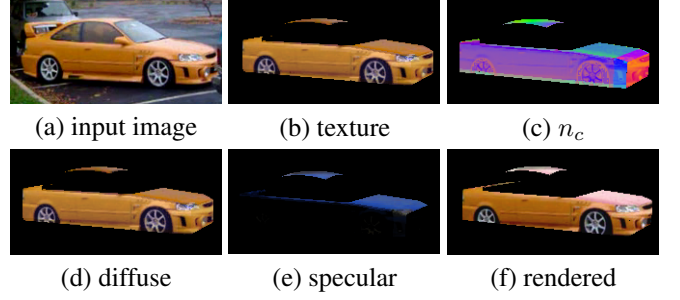 (a) input image (b) texture (c) n_c
(d) diffuse (e) specular (f) rendered